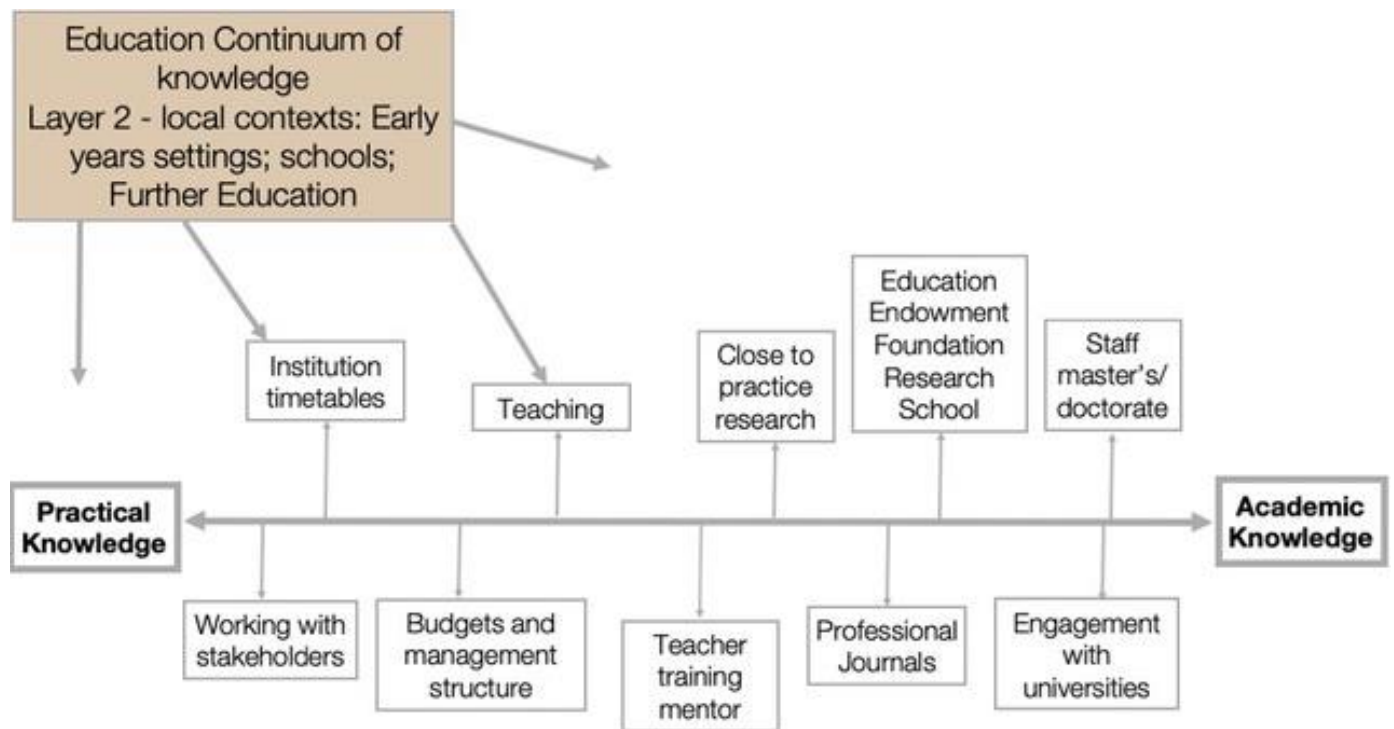 Education Continuum of
knowledge
Layer 2 - local contexts: Early
years settings; schools;
Further Education
Institution
timetables
Teaching
Close to
practice
research
Education
Endowment
Foundation
Research
School
Staff
master's/
doctorate
Practical
Knowledge
Academic
Knowledge
Working with
stakeholders
Budgets and
management
structure
Teacher
training
mentor
Professional
Journals
Engagement
with
universities